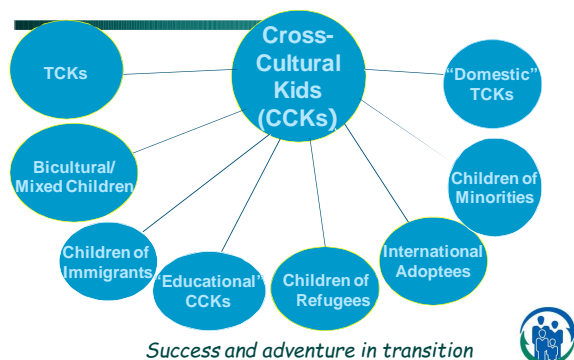 Cross-
Cultural
Kids
(CCKs)
TCKs
"Domestic"
TCKs
Bicultural/
Mixed Children
Children of
Minorities
Children of
Immigrants
"Educational"
CCKs
Children of
Refugees
International
Adoptees
Success and adventure in transition